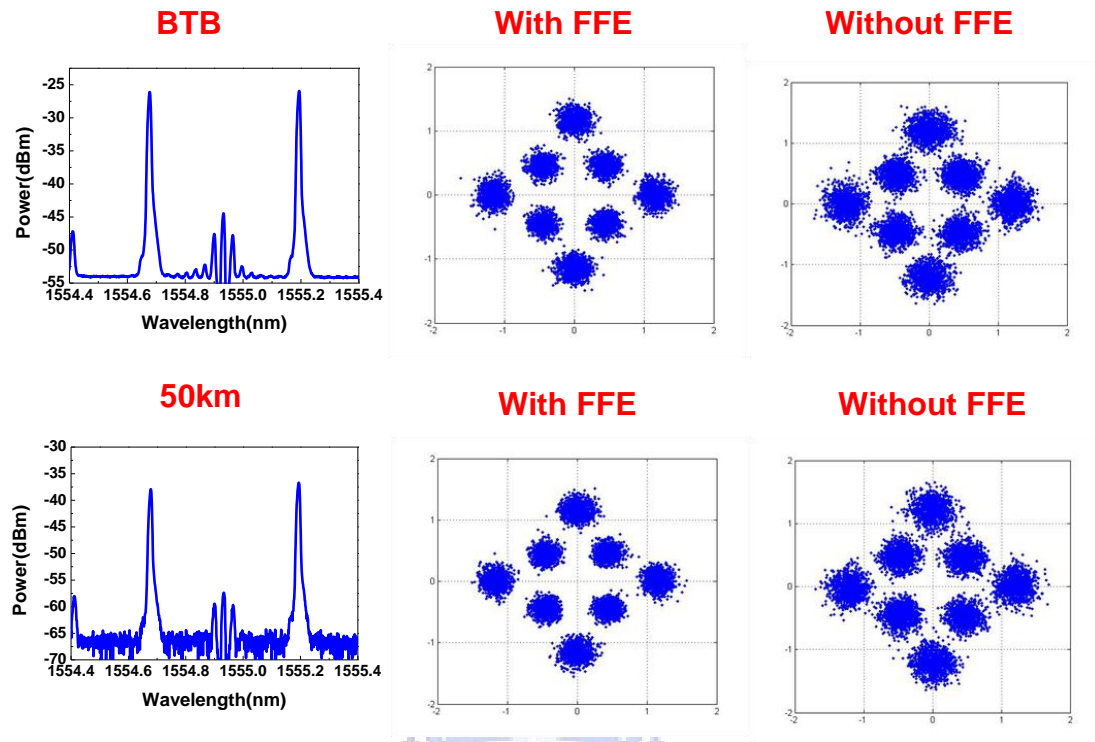 BTB
With FFE
Without FFE
-25
-30
-35
-40
-45
-50
-55
Power(dBm)
1554.4 1554.6 1554.8 1555.0 1555.2 1555.4
Wavelength(nm)
2
1
0
-1
-2
-2 -1 0 1 2
2
1
0
-1
-2
-2 -1 0 1 2
50km
With FFE
Without FFE
-30
-35
-40
-45
-50
-55
-60
-65
-70
Power(dBm)
1554.4 1554.6 1554.8 1555.0 1555.2 1555.4
Wavelength(nm)
2
1
0
-1
-2
-2 -1 0 1 2
2
1
0
-1
-2
-2 -1 0 1 2